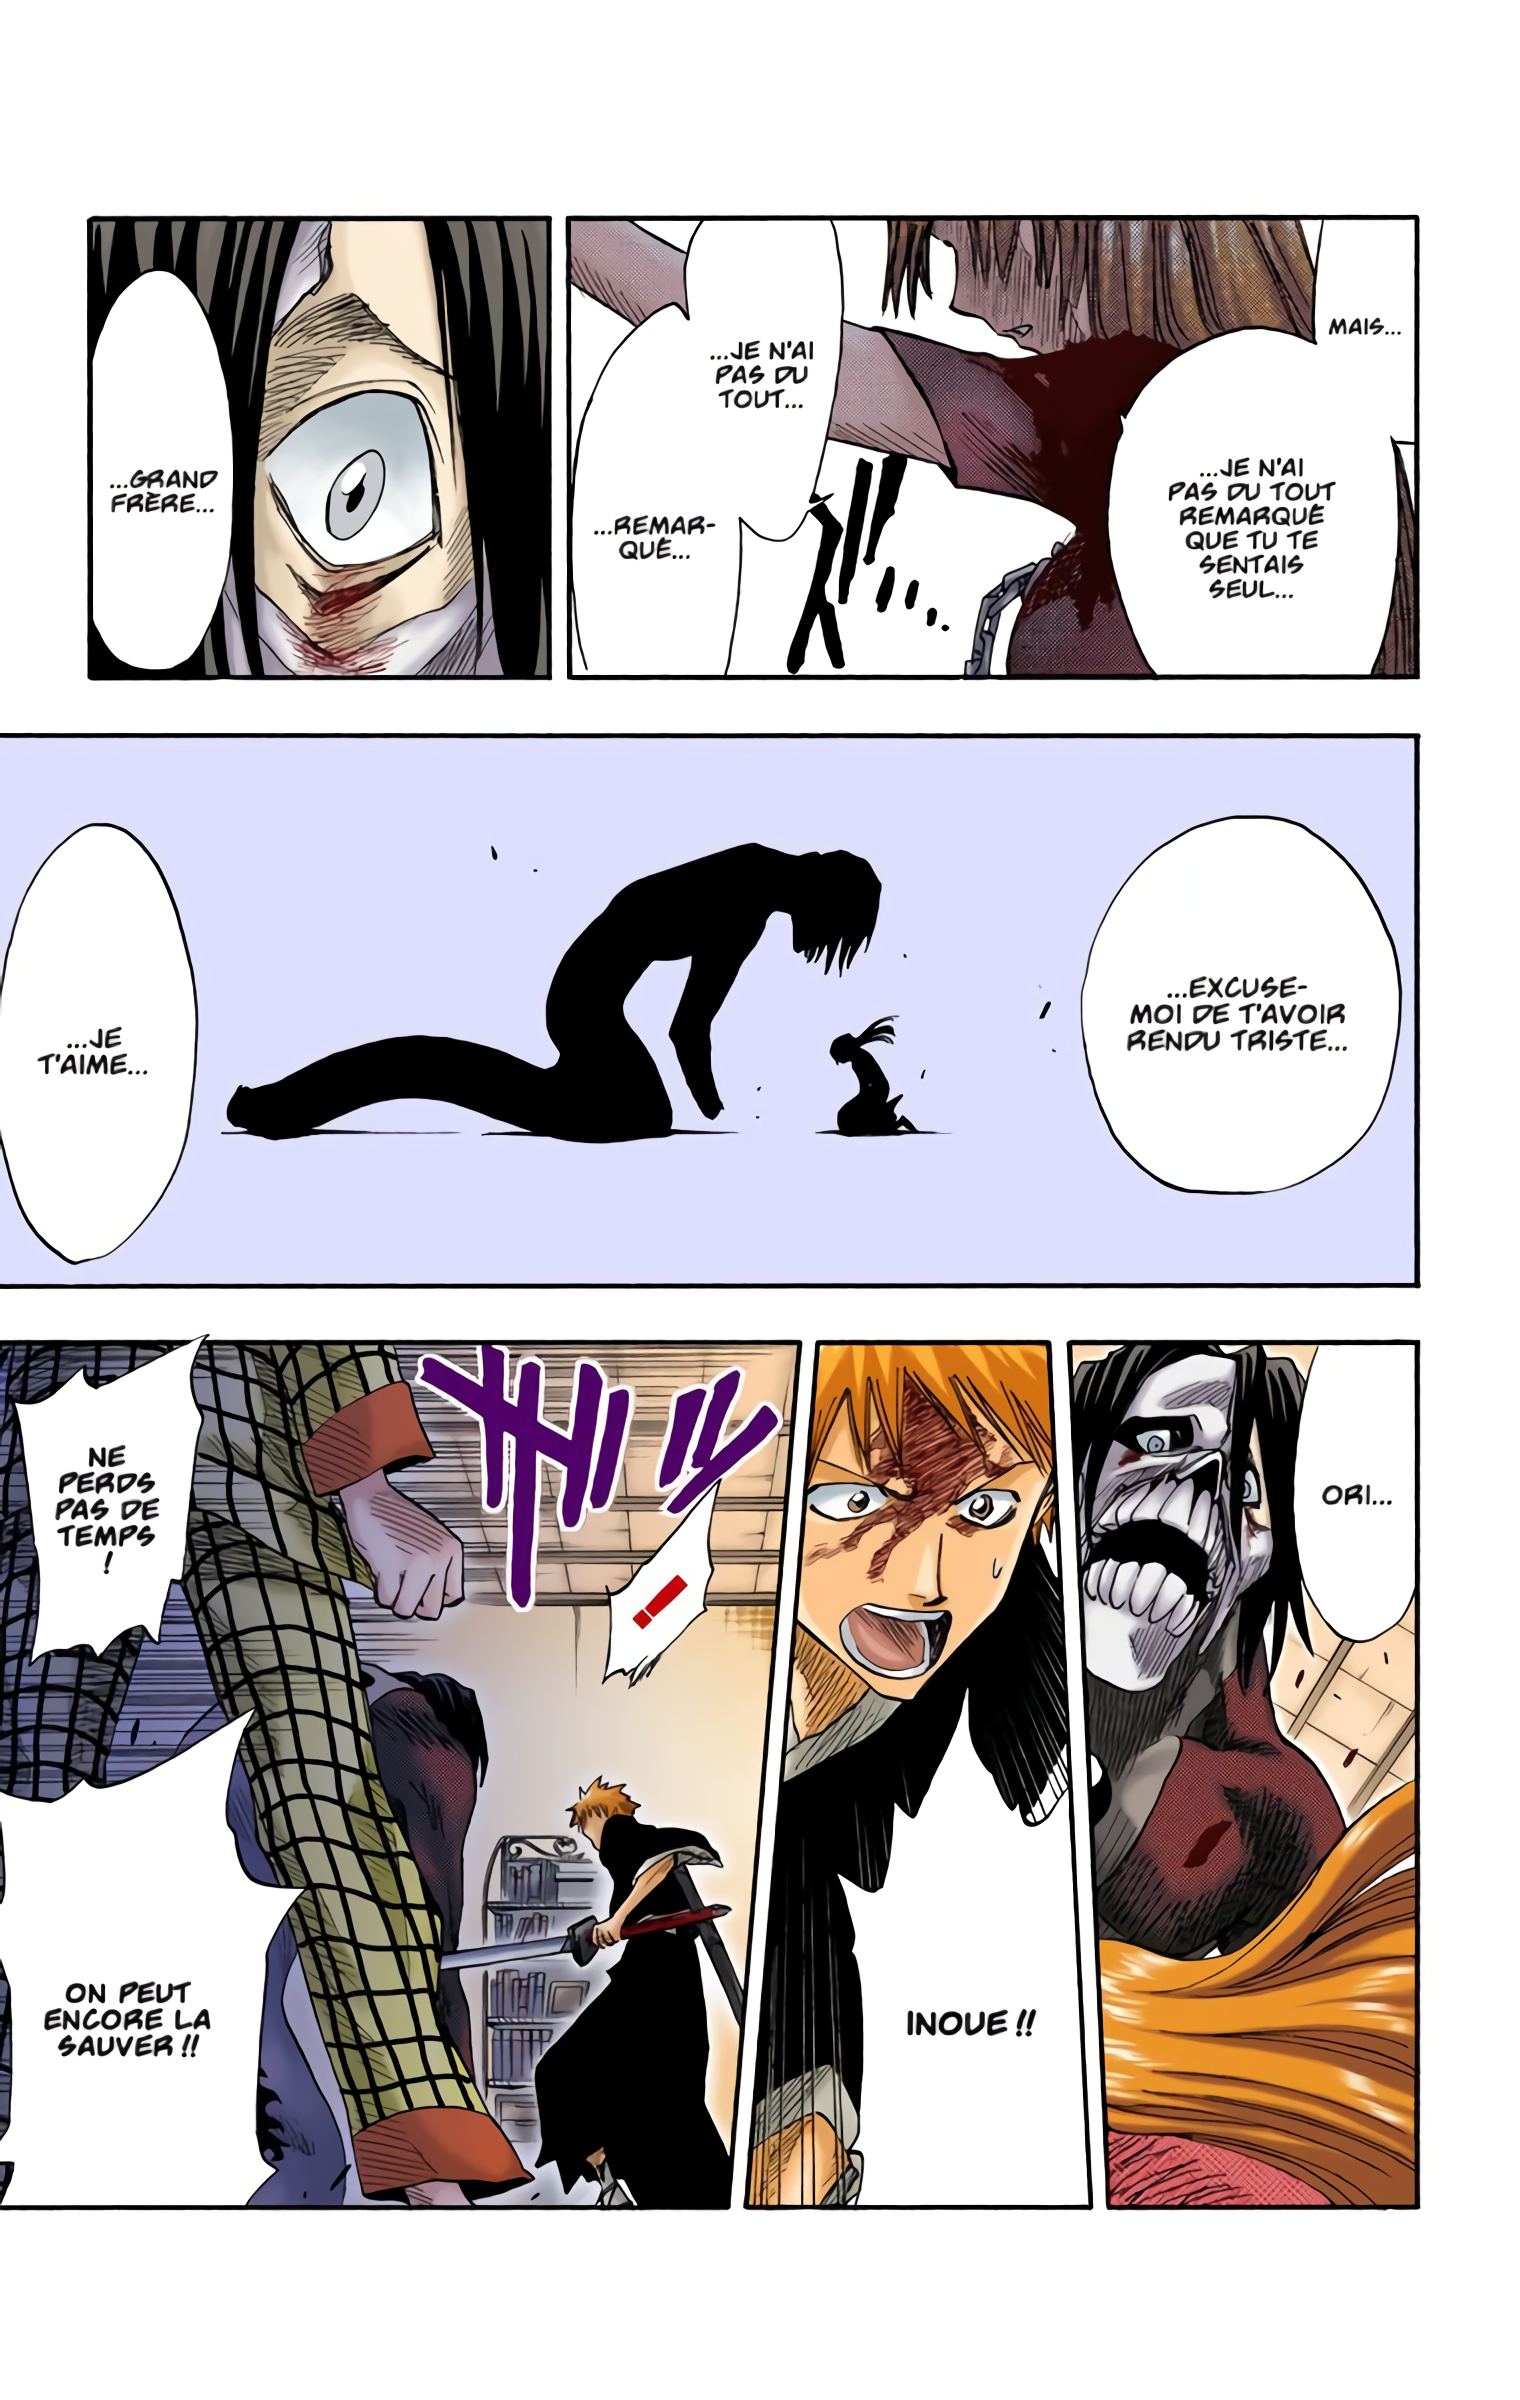 MAIS...
...JE N'AI
PAS DU TOUT
REMARQUÉ
QUE TU TE
SENTAIS
SEUL...
...JE N'AI
PAS DU
TOUT...
...REMAR-
QUÉ...
...GRAND
FRÈRE...
...EXCUSE-
MOI DE T'AVOIR
RENDU TRISTE...
...JE
T'AIME...
ORI...
INOUE !!
!
NE
PERDS
PAS DE
TEMPS
!
ON PEUT
ENCORE LA
SAUVER !!